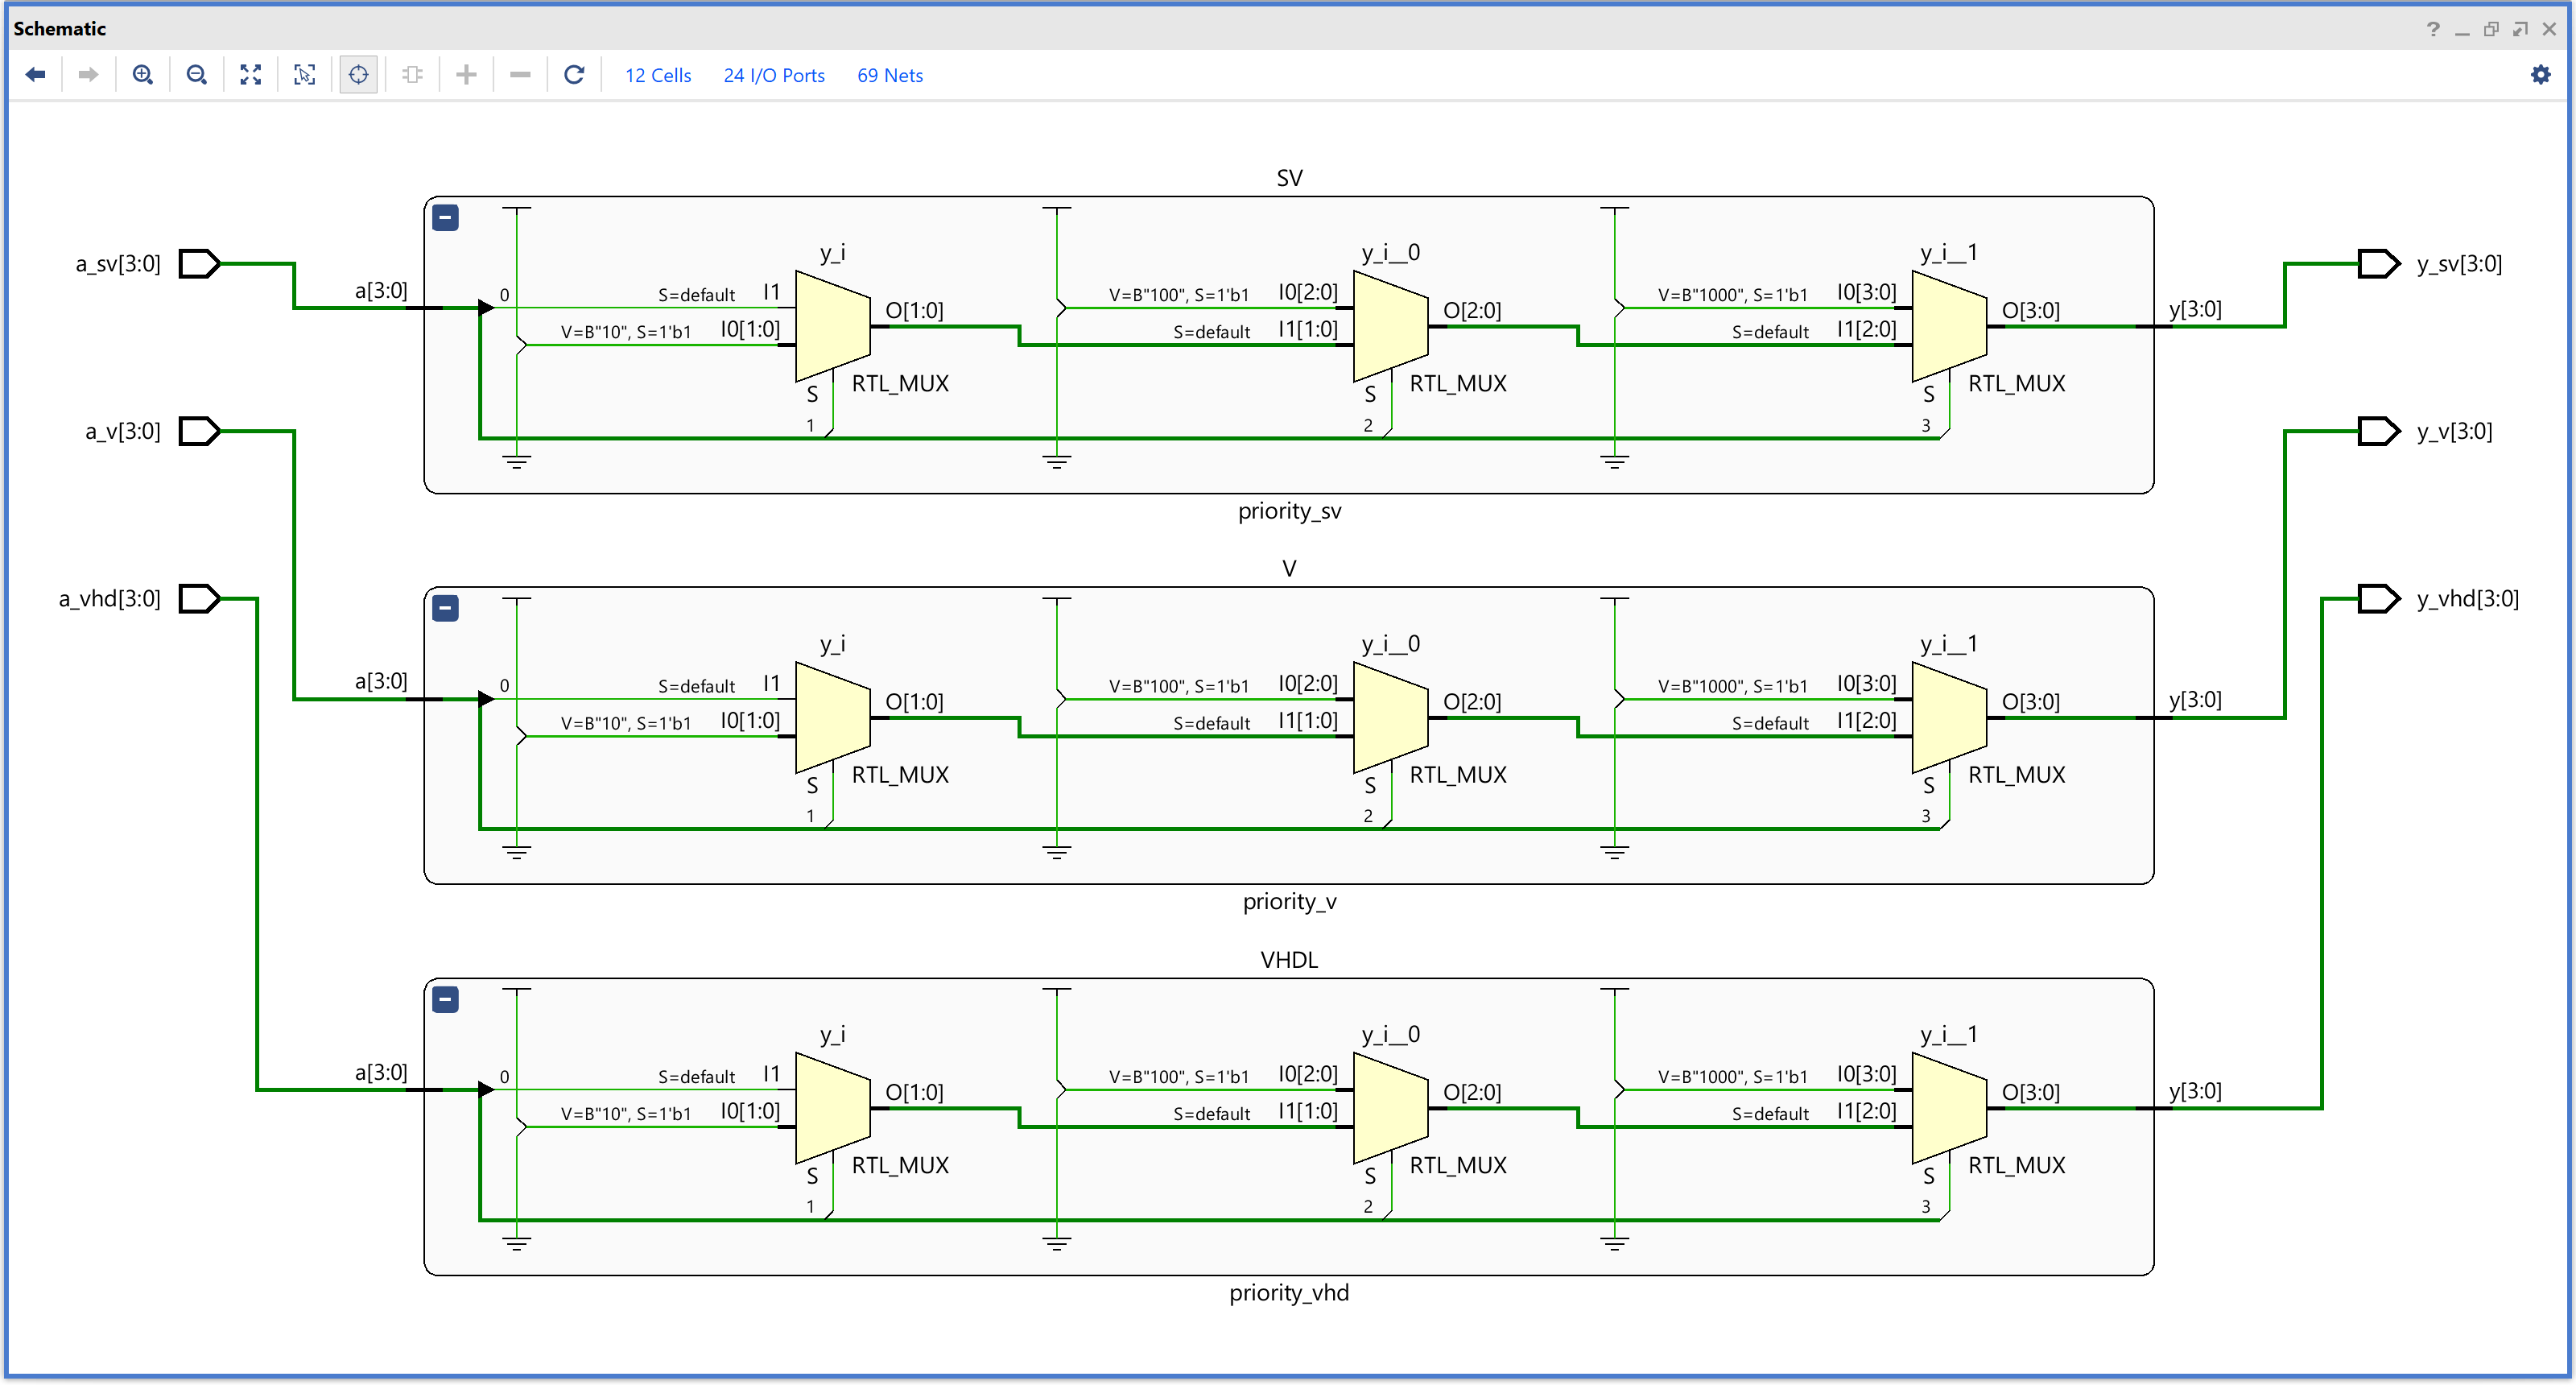 Schematic
12 Cells 24 I/O Ports 69 Nets
SV
a_sv[3:0] a[3:0] 0 S=default I1 V=B"10", S=1'b1 I0[1:0] y_i O[1:0] S RTL_MUX 1
V=B"100", S=1'b1 I0[2:0] S=default I1[1:0] y_i__0 O[2:0] S RTL_MUX 2
V=B"1000", S=1'b1 I0[3:0] S=default I1[2:0] y_i__1 O[3:0] S RTL_MUX 3
y[3:0] y_sv[3:0]
priority_sv
V
a_v[3:0] a[3:0] 0 S=default I1 V=B"10", S=1'b1 I0[1:0] y_i O[1:0] S RTL_MUX 1
V=B"100", S=1'b1 I0[2:0] S=default I1[1:0] y_i__0 O[2:0] S RTL_MUX 2
V=B"1000", S=1'b1 I0[3:0] S=default I1[2:0] y_i__1 O[3:0] S RTL_MUX 3
y[3:0] y_v[3:0]
priority_v
VHDL
a_vhd[3:0] a[3:0] 0 S=default I1 V=B"10", S=1'b1 I0[1:0] y_i O[1:0] S RTL_MUX 1
V=B"100", S=1'b1 I0[2:0] S=default I1[1:0] y_i__0 O[2:0] S RTL_MUX 2
V=B"1000", S=1'b1 I0[3:0] S=default I1[2:0] y_i__1 O[3:0] S RTL_MUX 3
y[3:0] y_vhd[3:0]
priority_vhd